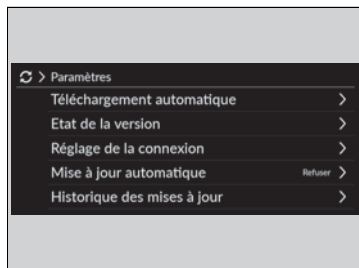 Paramètres
Téléchargement automatique
Etat de la version
Réglage de la connexion
Mise à jour automatique Refuser
Historique des mises à jour